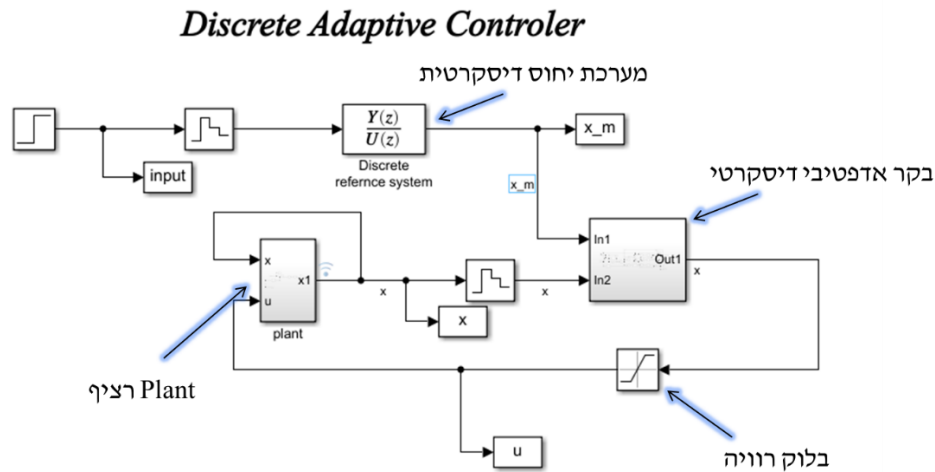 Discrete Adaptive Controler
מערכת יחוס דיסקרטית
Y(z)
U(z)
x_m
input
Discrete
refernce system
x_m
בקר אדפטיבי דיסקרטי
In1
Out1
In2
x
x
x1
u
x
x
x
plant
Plant רציף
u
בלוק רוויה